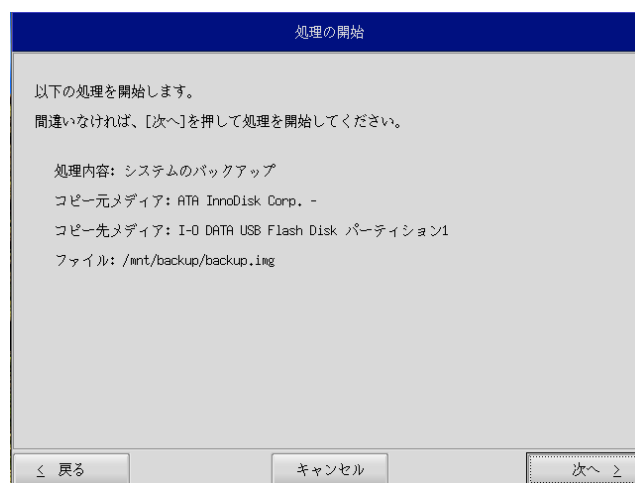 処理の開始
以下の処理を開始します。
間違いなければ、[次へ]を押して処理を開始してください。
処理内容: システムのバックアップ
コピー元メディア: ATA InnoDisk Corp. -
コピー先メディア: I-O DATA USB Flash Disk パーティション1
ファイル: /mnt/backup/backup.img
< 戻る
キャンセル
次へ >